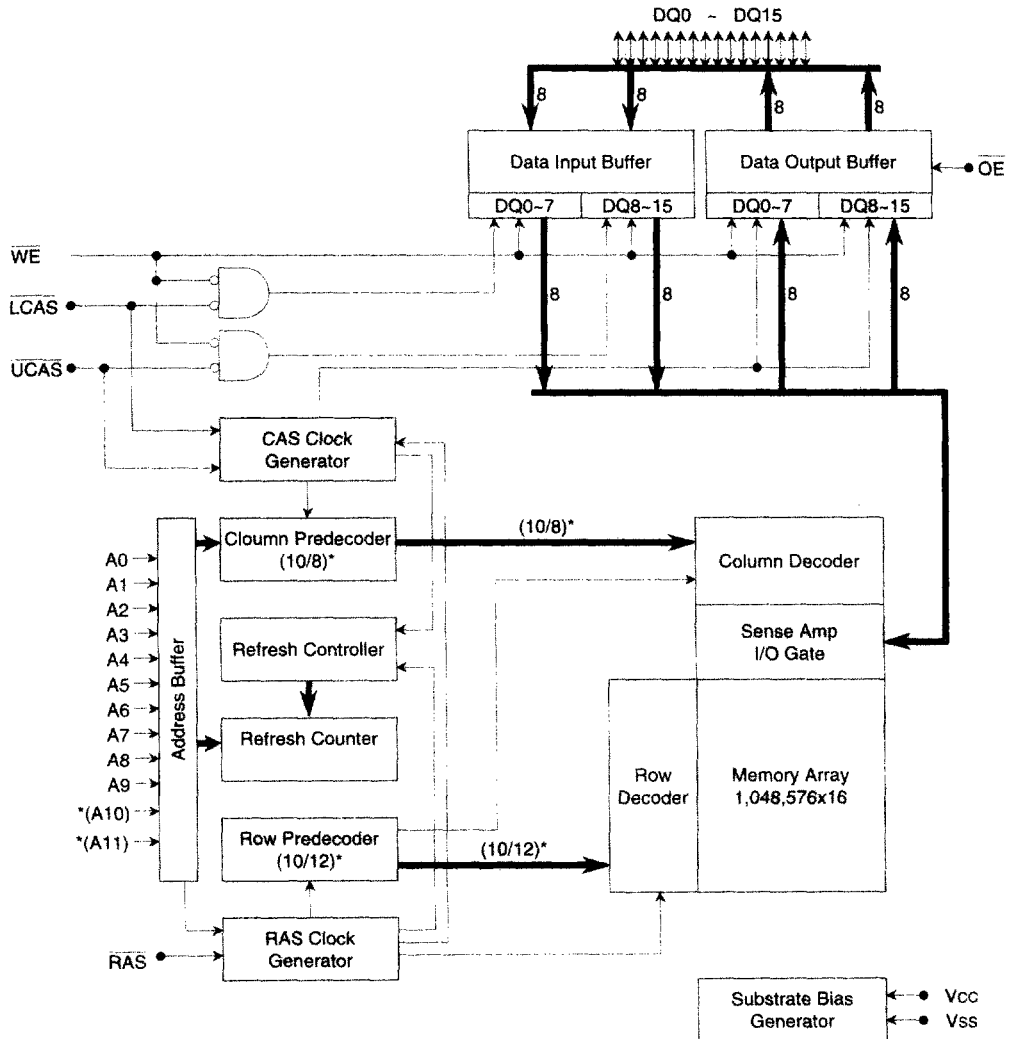 DQ0 ~ DQ15
8 8 8 8
Data Input Buffer
Data Output Buffer
OE
DQ0~7 DQ8~15
DQ0~7 DQ8~15
WE
LCAS
UCAS
8 8 8 8
CAS Clock
Generator
Cloumn Predecoder
(10/8)*
(10/8)*
Column Decoder
A0
A1
A2
A3
A4
A5
A6
A7
A8
A9
*(A10)
*(A11)
Address Buffer
Refresh Controller
Sense Amp
I/O Gate
Refresh Counter
Row
Decoder
Memory Array
1,048,576x16
Row Predecoder
(10/12)*
(10/12)*
RAS
RAS Clock
Generator
Substrate Bias
Generator
Vcc
Vss